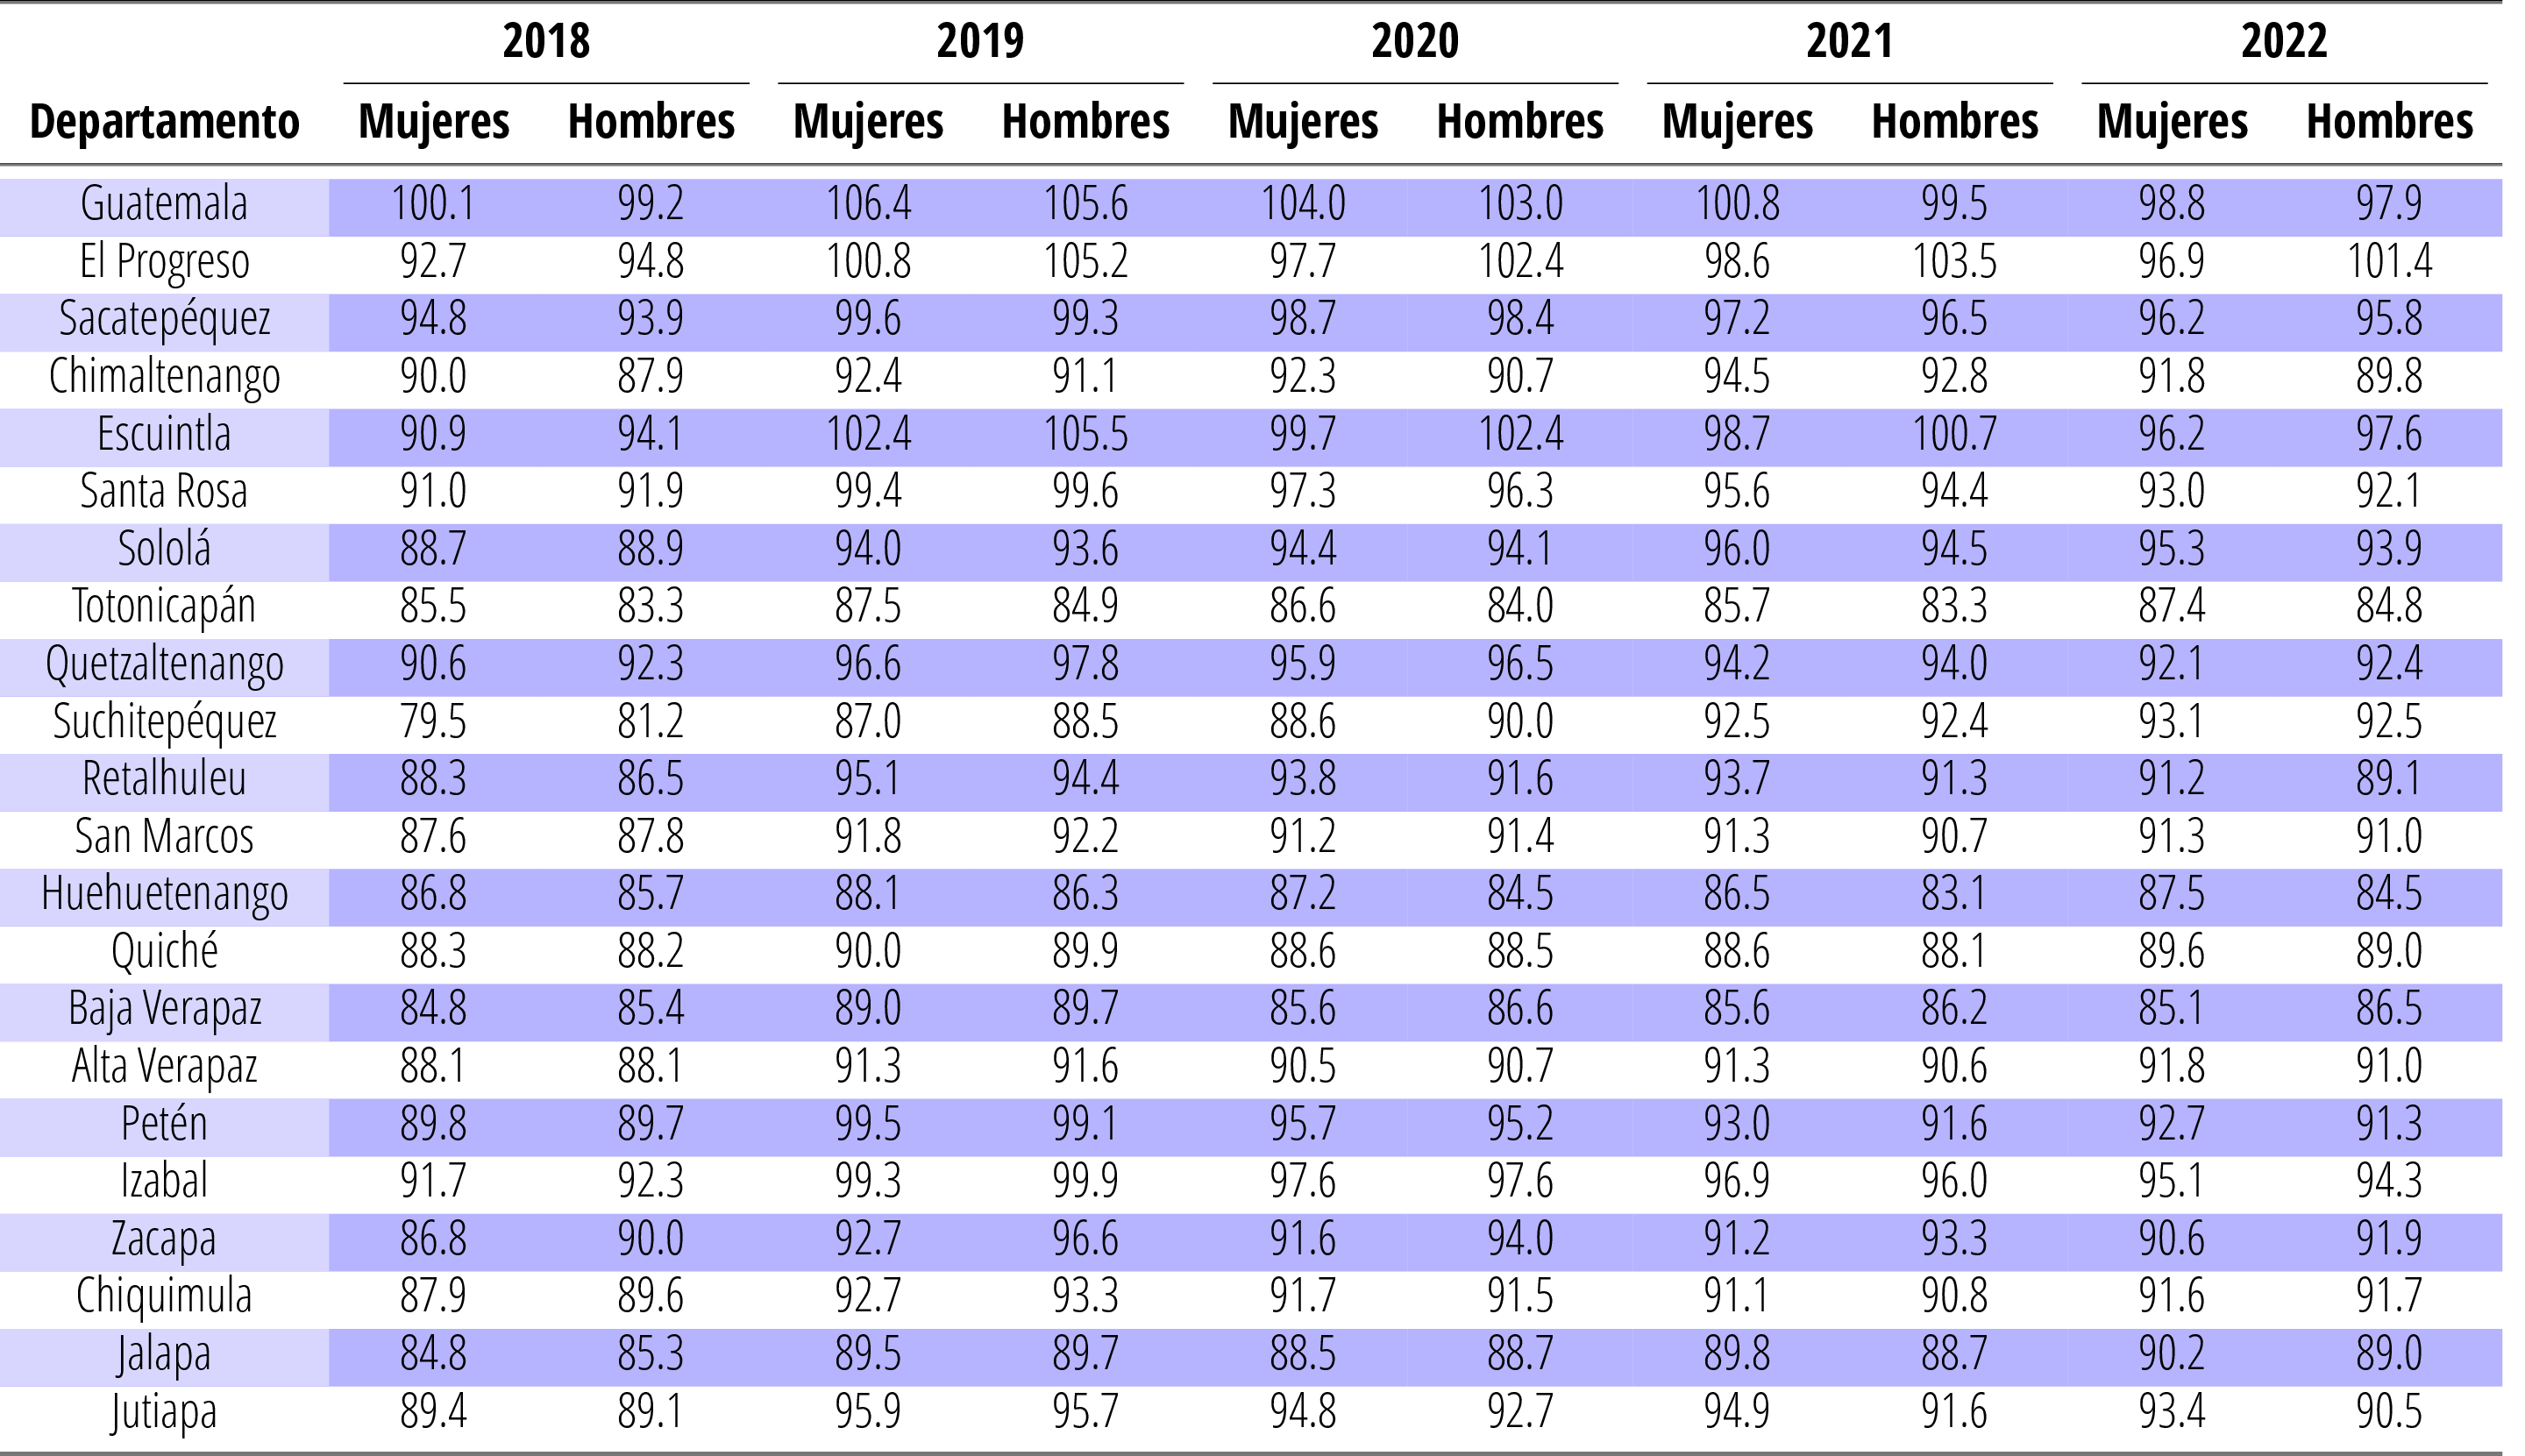 2018 2019 2020 2021 2022
Departamento Mujeres Hombres Mujeres Hombres Mujeres Hombres Mujeres Hombres Mujeres Hombres
Guatemala 100.1 99.2 106.4 105.6 104.0 103.0 100.8 99.5 98.8 97.9
El Progreso 92.7 94.8 100.8 105.2 97.7 102.4 98.6 103.5 96.9 101.4
Sacatepéquez 94.8 93.9 99.6 99.3 98.7 98.4 97.2 96.5 96.2 95.8
Chimaltenango 90.0 87.9 92.4 91.1 92.3 90.7 94.5 92.8 91.8 89.8
Escuintla 90.9 94.1 102.4 105.5 99.7 102.4 98.7 100.7 96.2 97.6
Santa Rosa 91.0 91.9 99.4 99.6 97.3 96.3 95.6 94.4 93.0 92.1
Sololá 88.7 88.9 94.0 93.6 94.4 94.1 96.0 94.5 95.3 93.9
Totonicapán 85.5 83.3 87.5 84.9 86.6 84.0 85.7 83.3 87.4 84.8
Quetzaltenango 90.6 92.3 96.6 97.8 95.9 96.5 94.2 94.0 92.1 92.4
Suchitepéquez 79.5 81.2 87.0 88.5 88.6 90.0 92.5 92.4 93.1 92.5
Retalhuleu 88.3 86.5 95.1 94.4 93.8 91.6 93.7 91.3 91.2 89.1
San Marcos 87.6 87.8 91.8 92.2 91.2 91.4 91.3 90.7 91.3 91.0
Huehuetenango 86.8 85.7 88.1 86.3 87.2 84.5 86.5 83.1 87.5 84.5
Quiché 88.3 88.2 90.0 89.9 88.6 88.5 88.6 88.1 89.6 89.0
Baja Verapaz 84.8 85.4 89.0 89.7 85.6 86.6 85.6 86.2 85.1 86.5
Alta Verapaz 88.1 88.1 91.3 91.6 90.5 90.7 91.3 90.6 91.8 91.0
Petén 89.8 89.7 99.5 99.1 95.7 95.2 93.0 91.6 92.7 91.3
Izabal 91.7 92.3 99.3 99.9 97.6 97.6 96.9 96.0 95.1 94.3
Zacapa 86.8 90.0 92.7 96.6 91.6 94.0 91.2 93.3 90.6 91.9
Chiquimula 87.9 89.6 92.7 93.3 91.7 91.5 91.1 90.8 91.6 91.7
Jalapa 84.8 85.3 89.5 89.7 88.5 88.7 89.8 88.7 90.2 89.0
Jutiapa 89.4 89.1 95.9 95.7 94.8 92.7 94.9 91.6 93.4 90.5